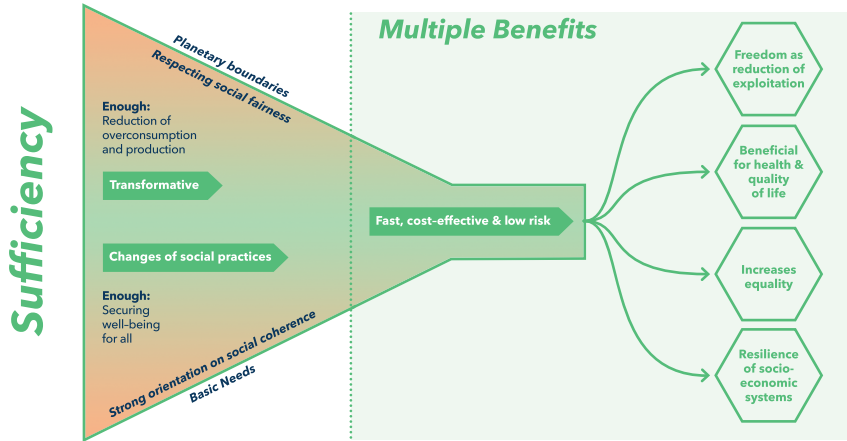 Sufficiency
Planetary boundaries
Respecting social fairness
Enough:
Reduction of
overconsumption
and production
Transformative
Changes of social practices
Enough:
Securing
well-being
for all
Strong orientation on social coherence
Basic Needs
Multiple Benefits
Fast, cost-effective & low risk
Freedom as
reduction of
exploitation
Beneficial
for health &
quality
of life
Increases
equality
Resilience
of socio-
economic
systems